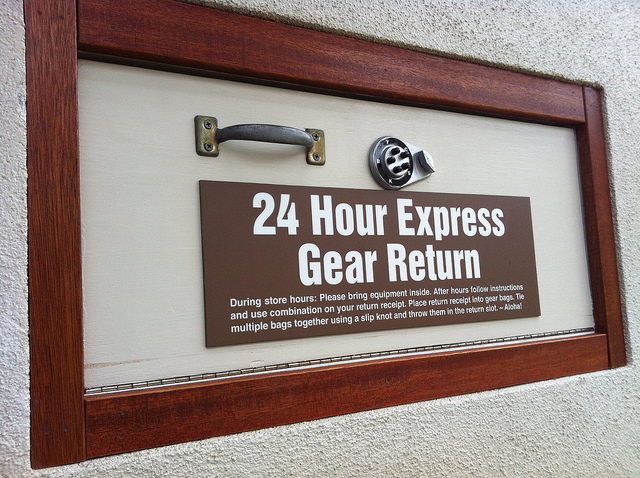 24 Hour Express
Gear Return
During store hours: Please bring equipment inside. After hours follow instructions
and use combination on your return receipt. Place return receipt into gear bags. Tie
multiple bags together using a slip knot and throw them in the return slot. ~ Aloha!